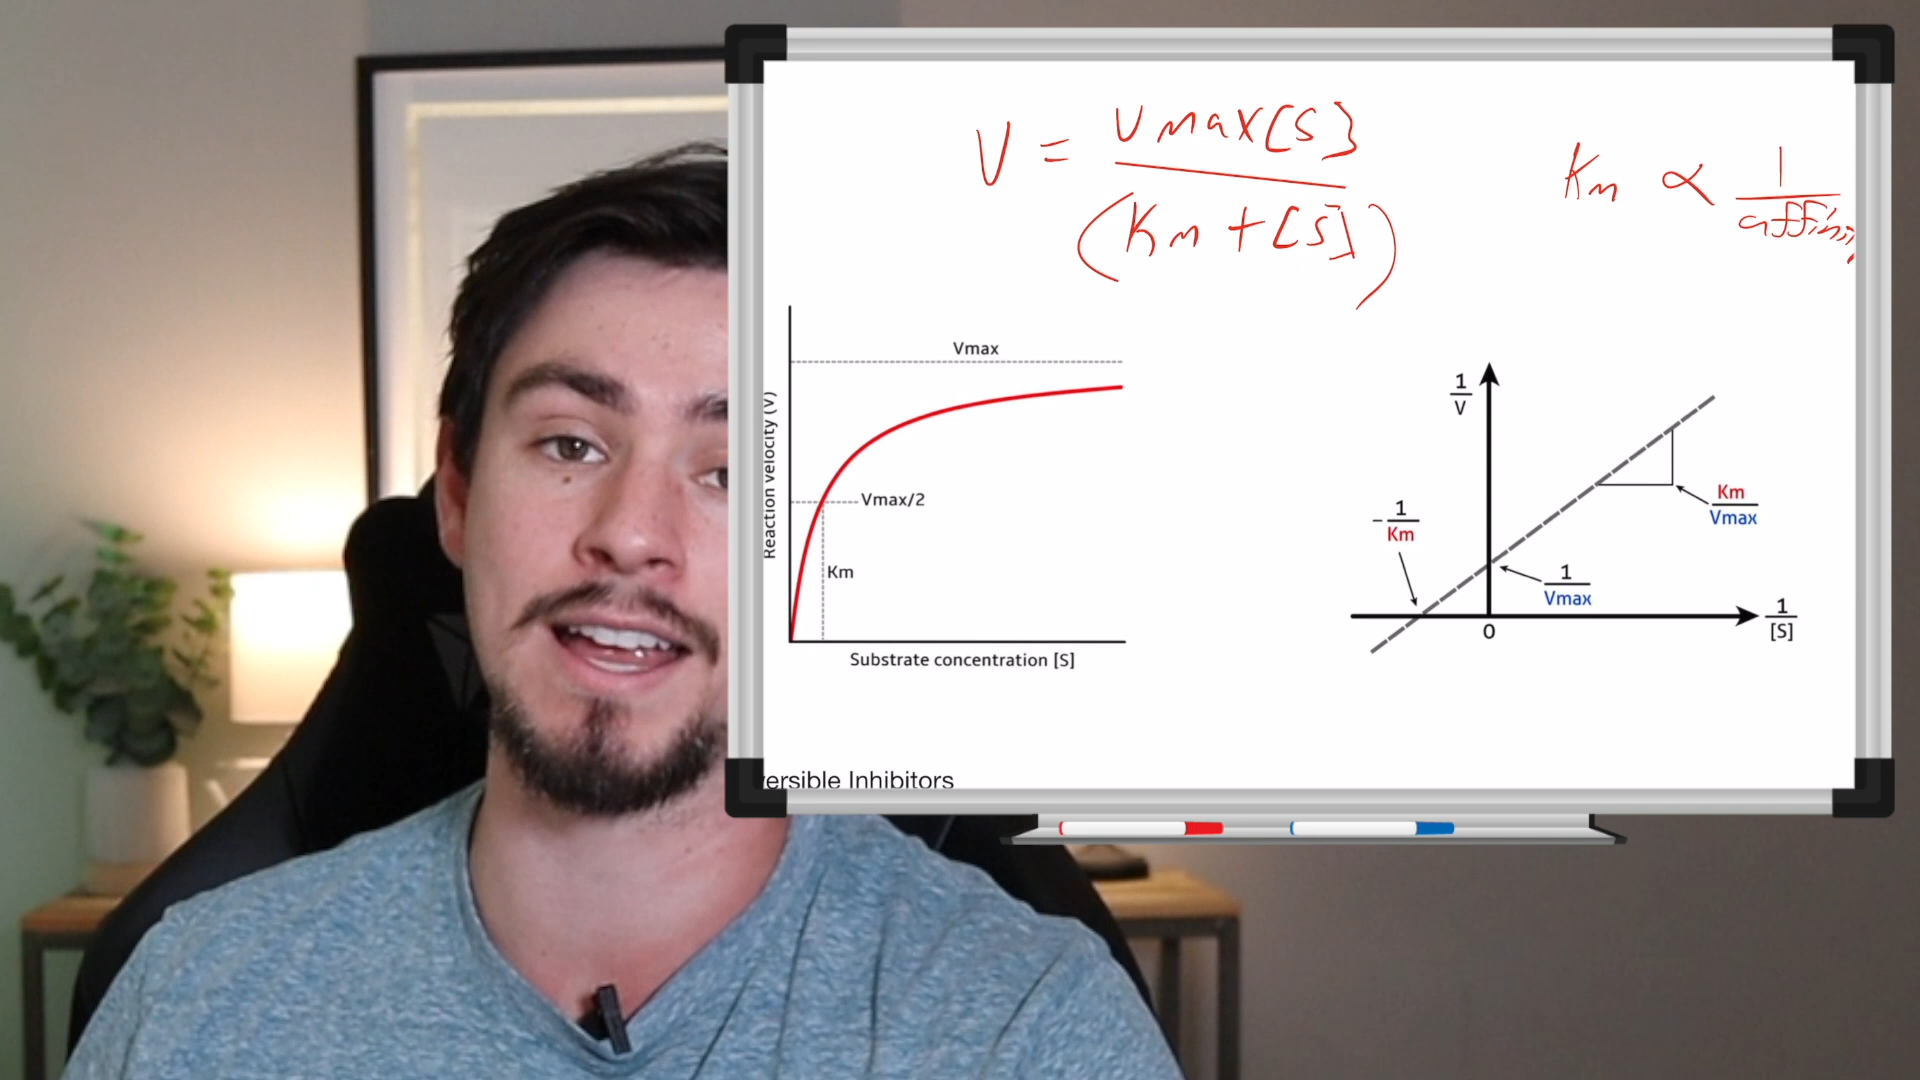 V = Vmax[S]
(Km + [S])
Km ∝ 1
Vmax
Reaction velocity (V)
Vmax/2
Km
Substrate concentration [S]
1
V
Km
Vmax
- 1
Km
1
Vmax
0
1
[S]
ersible Inhibitors